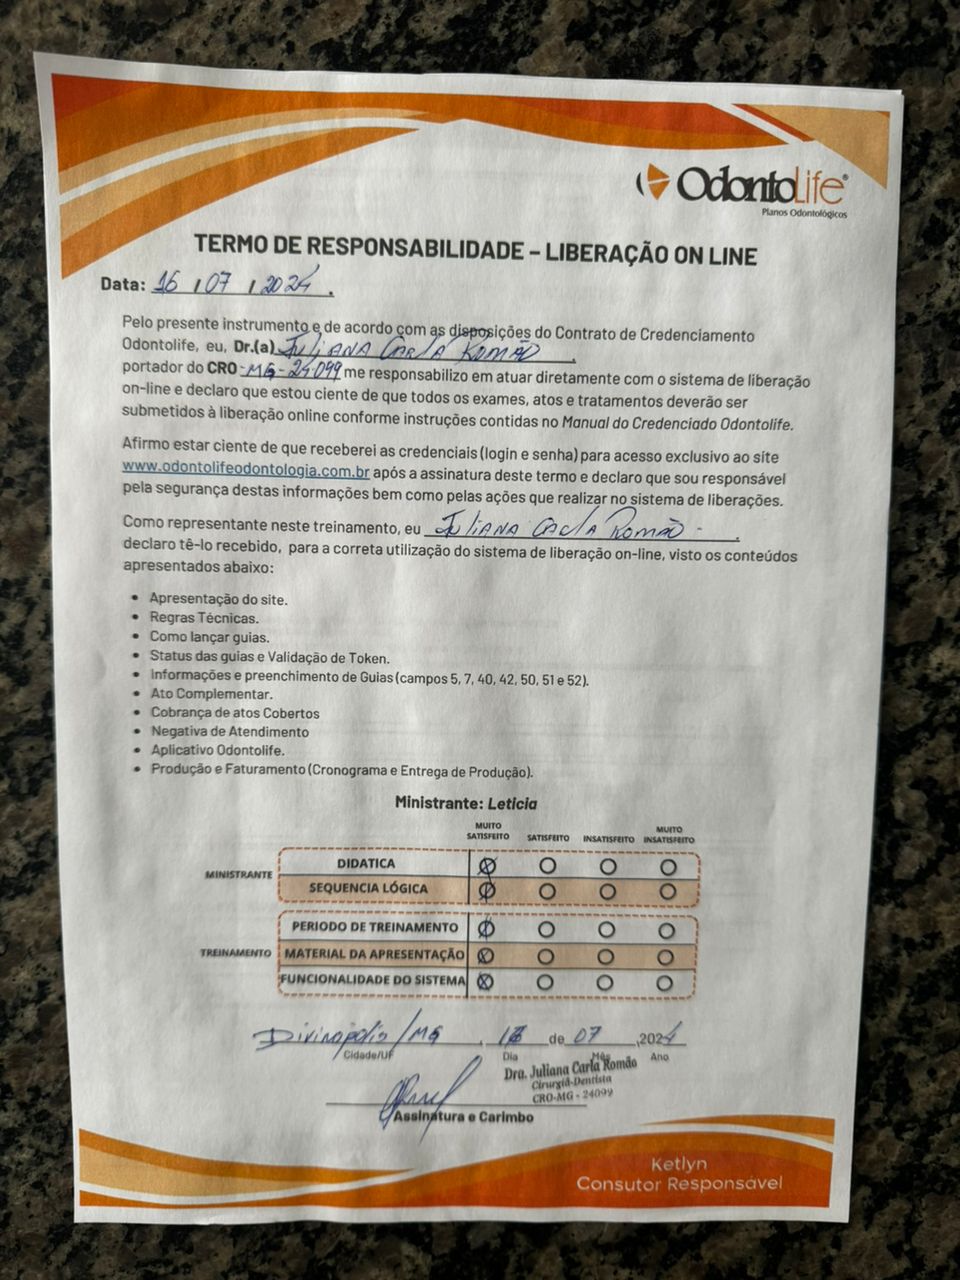 OdontoLife®
Planos Odontológicos
TERMO DE RESPONSABILIDADE – LIBERAÇÃO ON LINE
Data: 16 / 07 / 2024.
Pelo presente instrumento e de acordo com as disposições do Contrato de Credenciamento
Odontolife, eu, Dr.(a) Juliana Carla Romão,
portador do CRO-MG-24099 me responsabilizo em atuar diretamente com o sistema de liberação
on-line e declaro que estou ciente de que todos os exames, atos e tratamentos deverão ser
submetidos à liberação online conforme instruções contidas no Manual do Credenciado Odontolife.
Afirmo estar ciente de que receberei as credenciais (login e senha) para acesso exclusivo ao site
www.odontolifeodontologia.com.br após a assinatura deste termo e declaro que sou responsável
pela segurança destas informações bem como pelas ações que realizar no sistema de liberações.
Como representante neste treinamento, eu Juliana Carla Romão -,
declaro tê-lo recebido, para a correta utilização do sistema de liberação on-line, visto os conteúdos
apresentados abaixo:
• Apresentação do site.
• Regras Técnicas.
• Como lançar guias.
• Status das guias e Validação de Token.
• Informações e preenchimento de Guias (campos 5, 7, 40, 42, 50, 51 e 52).
• Ato Complementar.
• Cobrança de atos Cobertos
• Negativa de Atendimento
• Aplicativo Odontolife.
• Produção e Faturamento (Cronograma e Entrega de Produção).
Ministrante: Leticia
MUITO SATISFEITO SATISFEITO INSATISFEITO MUITO INSATISFEITO
MINISTRANTE
DIDATICA
SEQUENCIA LÓGICA
TREINAMENTO
PERIODO DE TREINAMENTO
MATERIAL DA APRESENTAÇÃO
FUNCIONALIDADE DO SISTEMA
Divinópolis/MG, 16 de 07, 2024
Cidade/UF Dia Mês Ano
Dra. Juliana Carla Romão
Cirurgiã-Dentista
CRO-MG - 24099
Assinatura e Carimbo
Ketlyn
Consutor Responsável